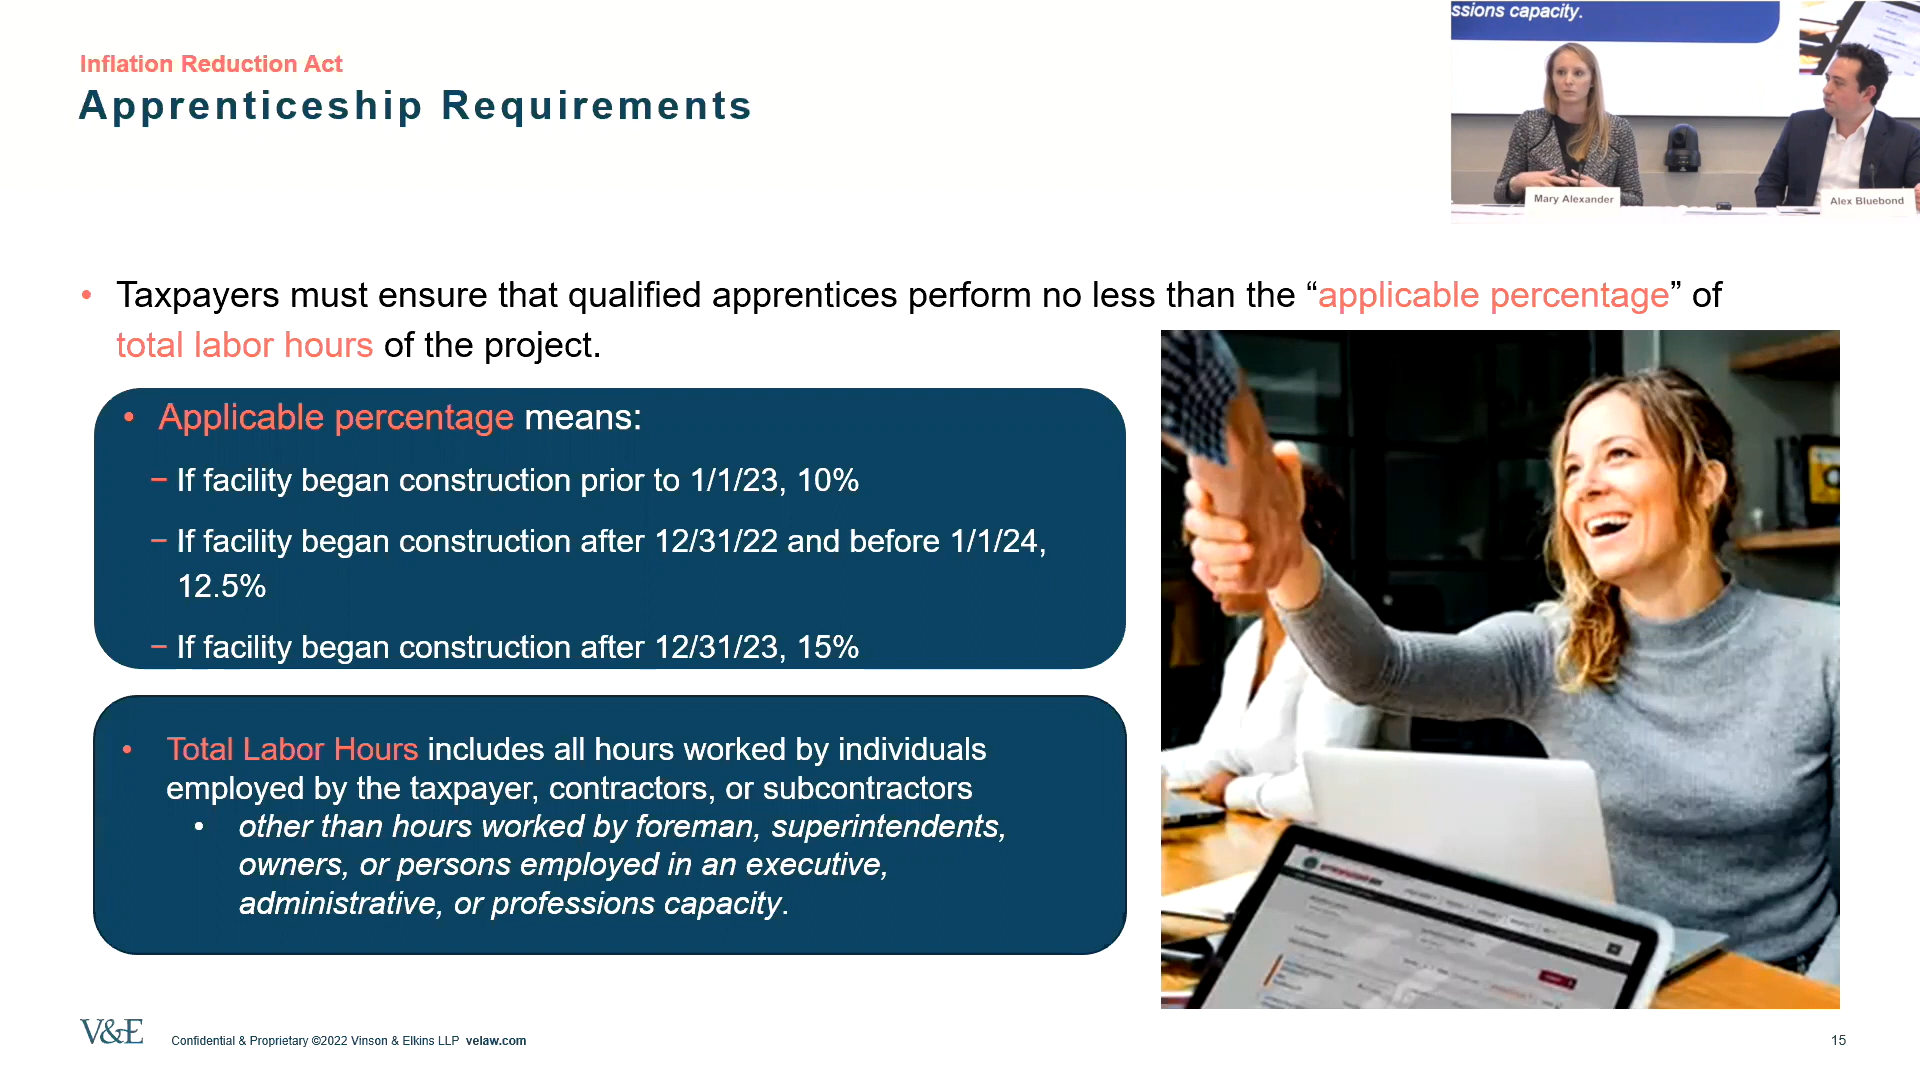 ssions capacity.
Inflation Reduction Act
Apprenticeship Requirements
Mary Alexander
Alex Bluebond
• Taxpayers must ensure that qualified apprentices perform no less than the “applicable percentage” of
total labor hours of the project.
• Applicable percentage means:
− If facility began construction prior to 1/1/23, 10%
− If facility began construction after 12/31/22 and before 1/1/24,
12.5%
− If facility began construction after 12/31/23, 15%
• Total Labor Hours includes all hours worked by individuals
employed by the taxpayer, contractors, or subcontractors
• other than hours worked by foreman, superintendents,
owners, or persons employed in an executive,
administrative, or professions capacity.
V&E
Confidential & Proprietary ©2022 Vinson & Elkins LLP velaw.com
15